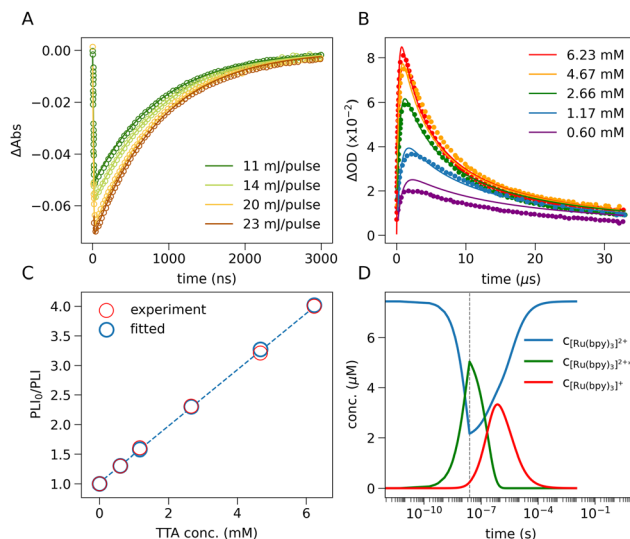 A
0.00
−0.02
−0.04
−0.06
ΔAbs
11 mJ/pulse
14 mJ/pulse
20 mJ/pulse
23 mJ/pulse
0
1000
2000
3000
time (ns)
B
8
6
4
2
0
ΔOD (x10⁻²)
6.23 mM
4.67 mM
2.66 mM
1.17 mM
0.60 mM
0
10
20
30
time (μs)
C
4.0
3.5
3.0
2.5
2.0
1.5
1.0
PLI₀/PLI
experiment
fitted
0
2
4
6
TTA conc. (mM)
D
6
4
2
0
conc. (μM)
c[Ru(bpy)₃]²⁺
c[Ru(bpy)₃]²⁺*
c[Ru(bpy)₃]⁺
10⁻¹⁰
10⁻⁷
10⁻⁴
10⁻¹
time (s)